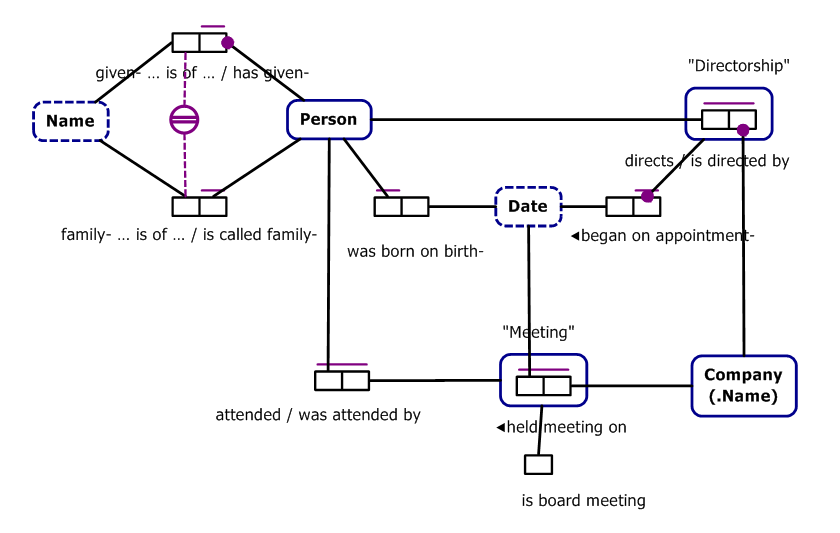 "Directorship"
given- ... is of ... / has given-
Name
Person
directs / is directed by
Date
family- ... is of ... / is called family-
◄began on appointment-
was born on birth-
"Meeting"
Company
(.Name)
attended / was attended by
◄held meeting on
is board meeting